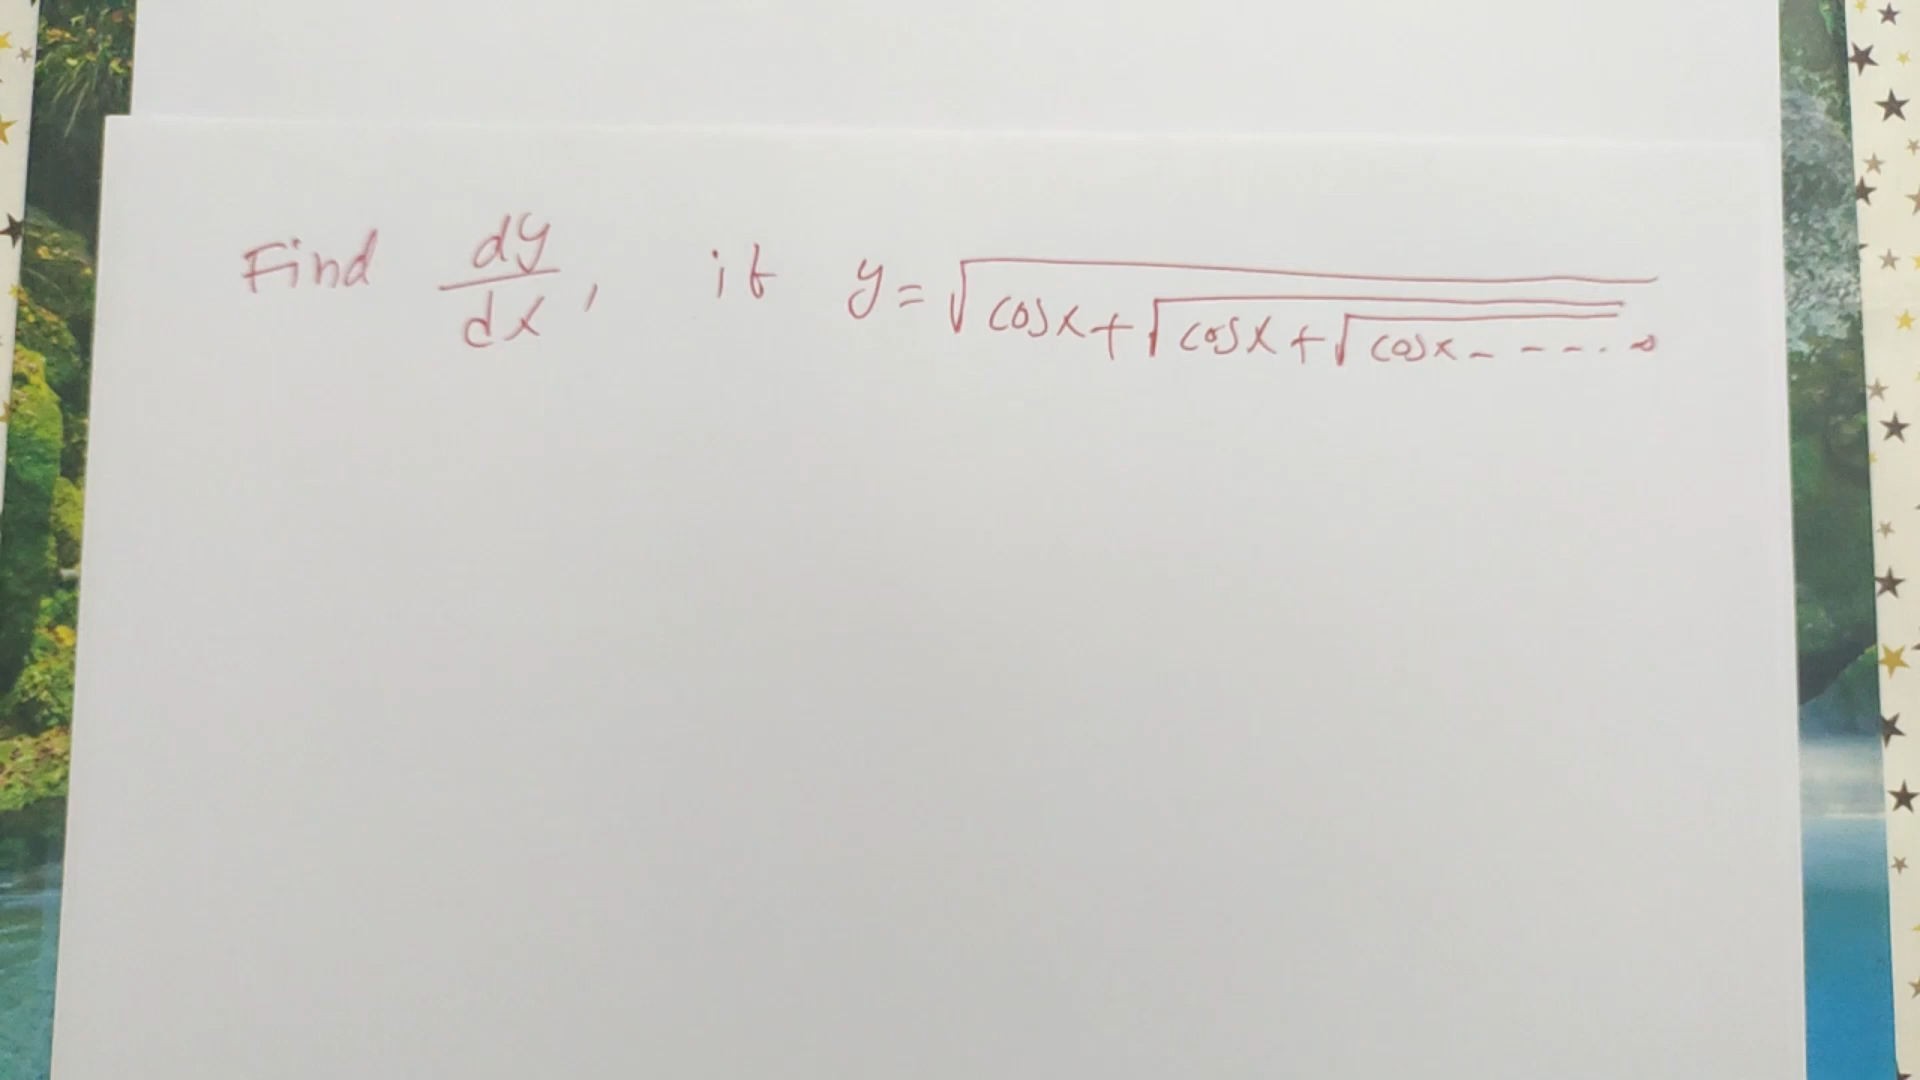 Find dy/dx, if y = √(cosx + √(cosx + √(cosx - - - - . ∞